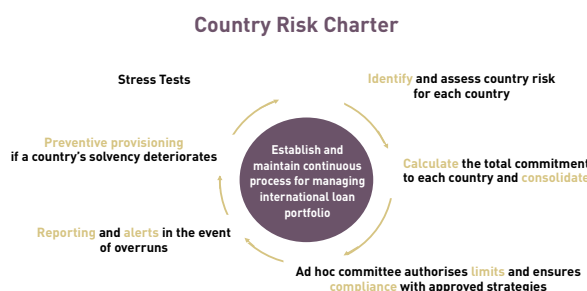 Country Risk Charter
Stress Tests
Identify and assess country risk
for each country
Preventive provisioning
if a country's solvency deteriorates
Establish and
maintain continuous
process for managing
international loan
portfolio
Calculate the total commitment
to each country and consolidate
Reporting and alerts in the event
of overruns
Ad hoc committee authorises limits and ensures
compliance with approved strategies